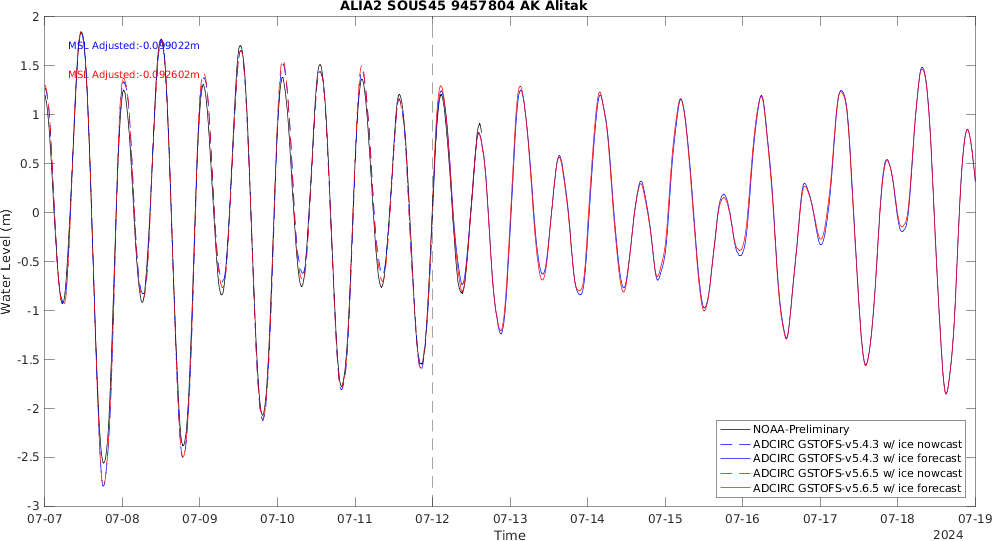 ALIA2 SOUS45 9457804 AK Alitak
2
1.5
1
0.5
0
-0.5
-1
-1.5
-2
-2.5
-3
Water Level (m)
MSL Adjusted:-0.099022m
MSL Adjusted:-0.092602m
NOAA-Preliminary
ADCIRC GSTOFS-v5.4.3 w/ ice nowcast
ADCIRC GSTOFS-v5.4.3 w/ ice forecast
ADCIRC GSTOFS-v5.6.5 w/ ice nowcast
ADCIRC GSTOFS-v5.6.5 w/ ice forecast
07-07 07-08 07-09 07-10 07-11 07-12 07-13 07-14 07-15 07-16 07-17 07-18 07-19
Time
2024